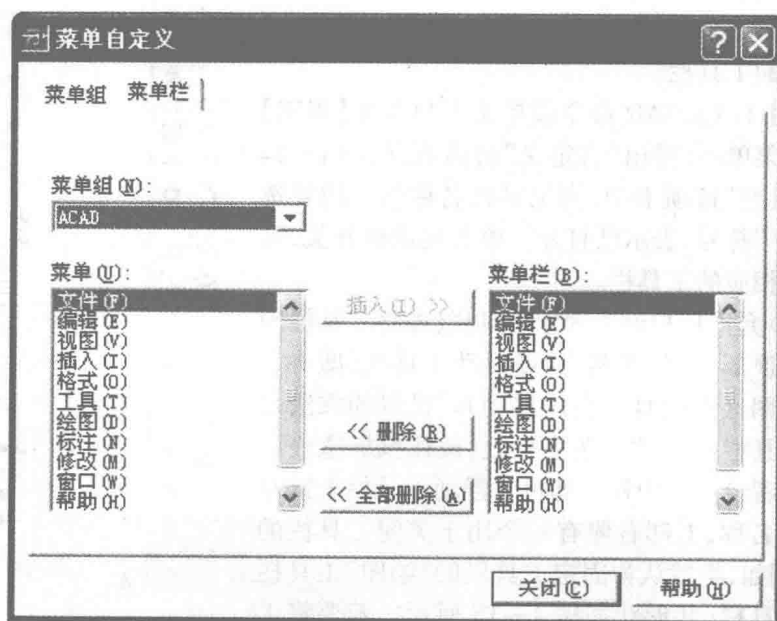 菜单自定义
菜单组 菜单栏
菜单组(N):
ACAD
菜单(U):
文件(F)
编辑(E)
视图(V)
插入(I)
格式(O)
工具(T)
绘图(D)
标注(N)
修改(M)
窗口(W)
帮助(H)
插入(I) >>
<< 删除(R)
<< 全部删除(A)
菜单栏(B):
文件(F)
编辑(E)
视图(V)
插入(I)
格式(O)
工具(T)
绘图(D)
标注(N)
修改(M)
窗口(W)
帮助(H)
关闭(C)
帮助(H)